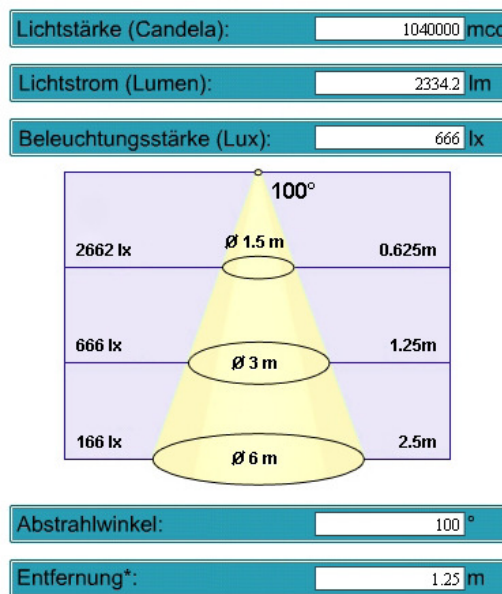 Lichtstärke (Candela): 1040000 mcd
Lichtstrom (Lumen): 2334.2 lm
Beleuchtungsstärke (Lux): 666 lx
100°
2662 lx Ø 1.5 m 0.625m
666 lx Ø 3 m 1.25m
166 lx Ø 6 m 2.5m
Abstrahlwinkel: 100 °
Entfernung*: 1.25 m